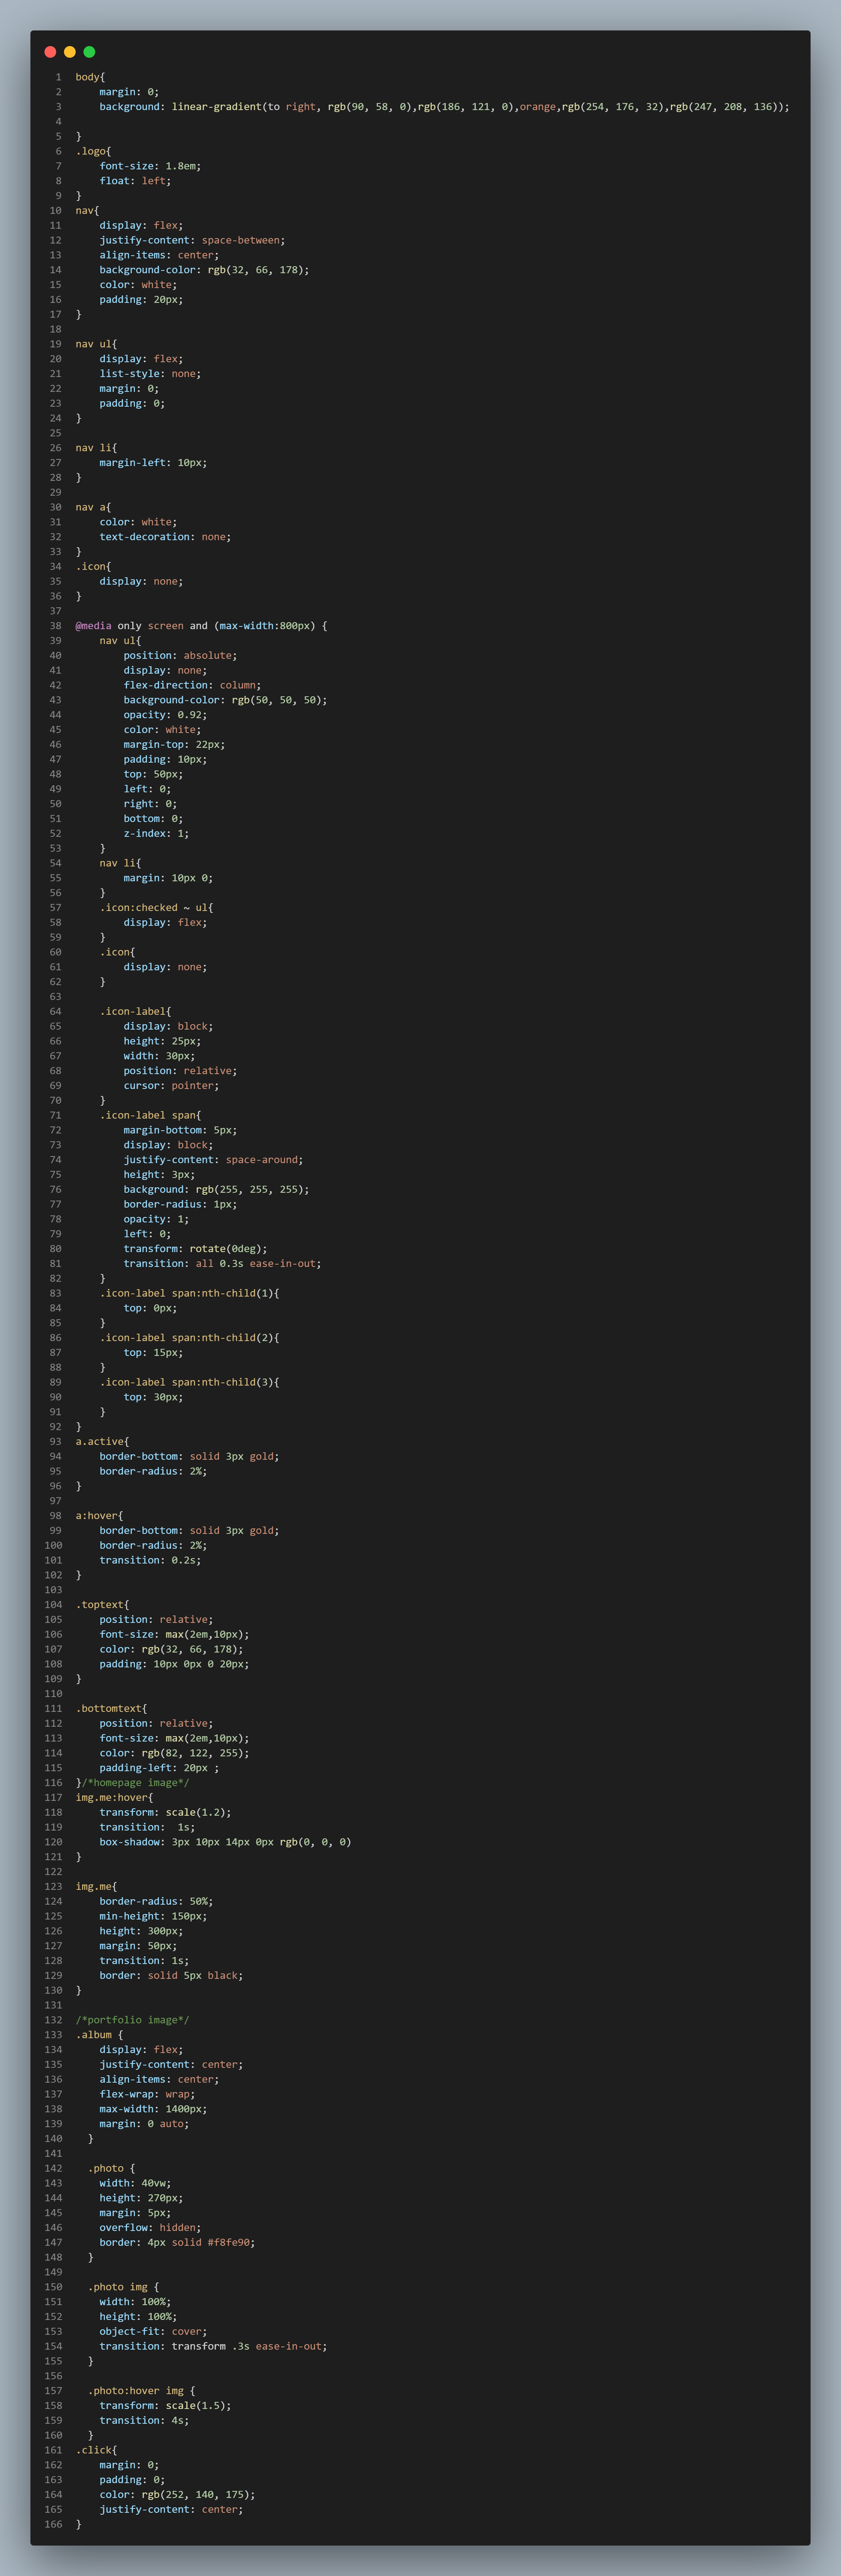 1 body{
2     margin: 0;
3     background: linear-gradient(to right, rgb(90, 58, 0),rgb(186, 121, 0),orange,rgb(254, 176, 32),rgb(247, 208, 136));
4
5 }
6 .logo{
7     font-size: 1.8em;
8     float: left;
9 }
10 nav{
11     display: flex;
12     justify-content: space-between;
13     align-items: center;
14     background-color: rgb(32, 66, 178);
15     color: white;
16     padding: 20px;
17 }
18
19 nav ul{
20     display: flex;
21     list-style: none;
22     margin: 0;
23     padding: 0;
24 }
25
26 nav li{
27     margin-left: 10px;
28 }
29
30 nav a{
31     color: white;
32     text-decoration: none;
33 }
34 .icon{
35     display: none;
36 }
37
38 @media only screen and (max-width:800px) {
39     nav ul{
40         position: absolute;
41         display: none;
42         flex-direction: column;
43         background-color: rgb(50, 50, 50);
44         opacity: 0.92;
45         color: white;
46         margin-top: 22px;
47         padding: 10px;
48         top: 50px;
49         left: 0;
50         right: 0;
51         bottom: 0;
52         z-index: 1;
53     }
54     nav li{
55         margin: 10px 0;
56     }
57     .icon:checked ~ ul{
58         display: flex;
59     }
60     .icon{
61         display: none;
62     }
63
64     .icon-label{
65         display: block;
66         height: 25px;
67         width: 30px;
68         position: relative;
69         cursor: pointer;
70     }
71     .icon-label span{
72         margin-bottom: 5px;
73         display: block;
74         justify-content: space-around;
75         height: 3px;
76         background: rgb(255, 255, 255);
77         border-radius: 1px;
78         opacity: 1;
79         left: 0;
80         transform: rotate(0deg);
81         transition: all 0.3s ease-in-out;
82     }
83     .icon-label span:nth-child(1){
84         top: 0px;
85     }
86     .icon-label span:nth-child(2){
87         top: 15px;
88     }
89     .icon-label span:nth-child(3){
90         top: 30px;
91     }
92 }
93 a.active{
94     border-bottom: solid 3px gold;
95     border-radius: 2%;
96 }
97
98 a:hover{
99     border-bottom: solid 3px gold;
100     border-radius: 2%;
101     transition: 0.2s;
102 }
103
104 .toptext{
105     position: relative;
106     font-size: max(2em,10px);
107     color: rgb(32, 66, 178);
108     padding: 10px 0px 0 20px;
109 }
110
111 .bottomtext{
112     position: relative;
113     font-size: max(2em,10px);
114     color: rgb(82, 122, 255);
115     padding-left: 20px ;
116 }/*homepage image*/
117 img.me:hover{
118     transform: scale(1.2);
119     transition:  1s;
120     box-shadow: 3px 10px 14px 0px rgb(0, 0, 0)
121 }
122
123 img.me{
124     border-radius: 50%;
125     min-height: 150px;
126     height: 300px;
127     margin: 50px;
128     transition: 1s;
129     border: solid 5px black;
130 }
131
132 /*portfolio image*/
133 .album {
134     display: flex;
135     justify-content: center;
136     align-items: center;
137     flex-wrap: wrap;
138     max-width: 1400px;
139     margin: 0 auto;
140   }
141
142   .photo {
143     width: 40vw;
144     height: 270px;
145     margin: 5px;
146     overflow: hidden;
147     border: 4px solid #f8fe90;
148   }
149
150   .photo img {
151     width: 100%;
152     height: 100%;
153     object-fit: cover;
154     transition: transform .3s ease-in-out;
155   }
156
157   .photo:hover img {
158     transform: scale(1.5);
159     transition: 4s;
160   }
161 .click{
162     margin: 0;
163     padding: 0;
164     color: rgb(252, 140, 175);
165     justify-content: center;
166 }